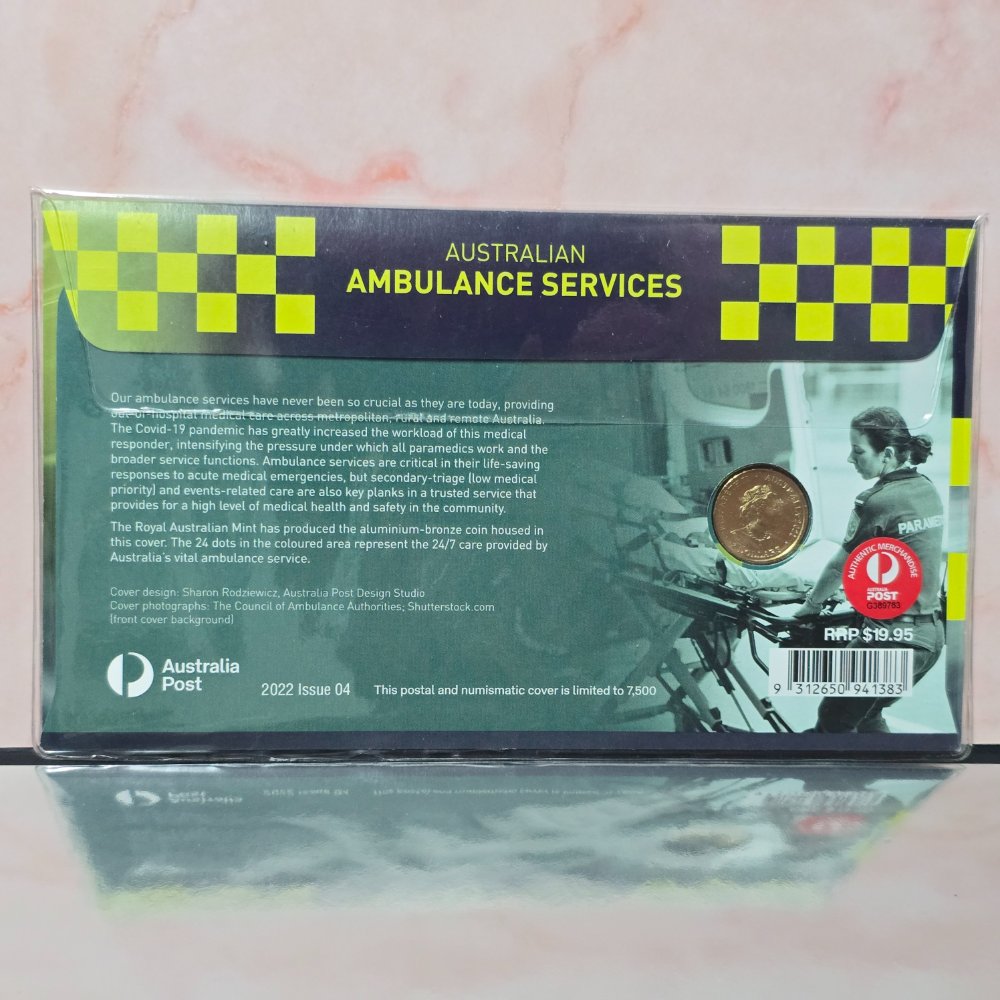 AUSTRALIAN
AMBULANCE SERVICES
Our ambulance services have never been so crucial as they are today, providing
out-of-hospital medical care across metropolitan, rural and remote Australia.
The Covid-19 pandemic has greatly increased the workload of this medical
responder, intensifying the pressure under which all paramedics work and the
broader service functions. Ambulance services are critical in their life-saving
responses to acute medical emergencies, but secondary-triage (low medical
priority) and events-related care are also key planks in a trusted service that
provides for a high level of medical health and safety in the community.
The Royal Australian Mint has produced the aluminium-bronze coin housed in
this cover. The 24 dots in the coloured area represent the 24/7 care provided by
Australia's vital ambulance service.
Cover design: Sharon Rodziewicz, Australia Post Design Studio
Cover photographs: The Council of Ambulance Authorities; Shutterstock.com
(front cover background)
Australia
Post
2022 Issue 04
This postal and numismatic cover is limited to 7,500
PARAME
AUTHENTIC MERCHANDISE
AUSTRALIA
POST
G389763
RRP $19.95
9 312650 941383